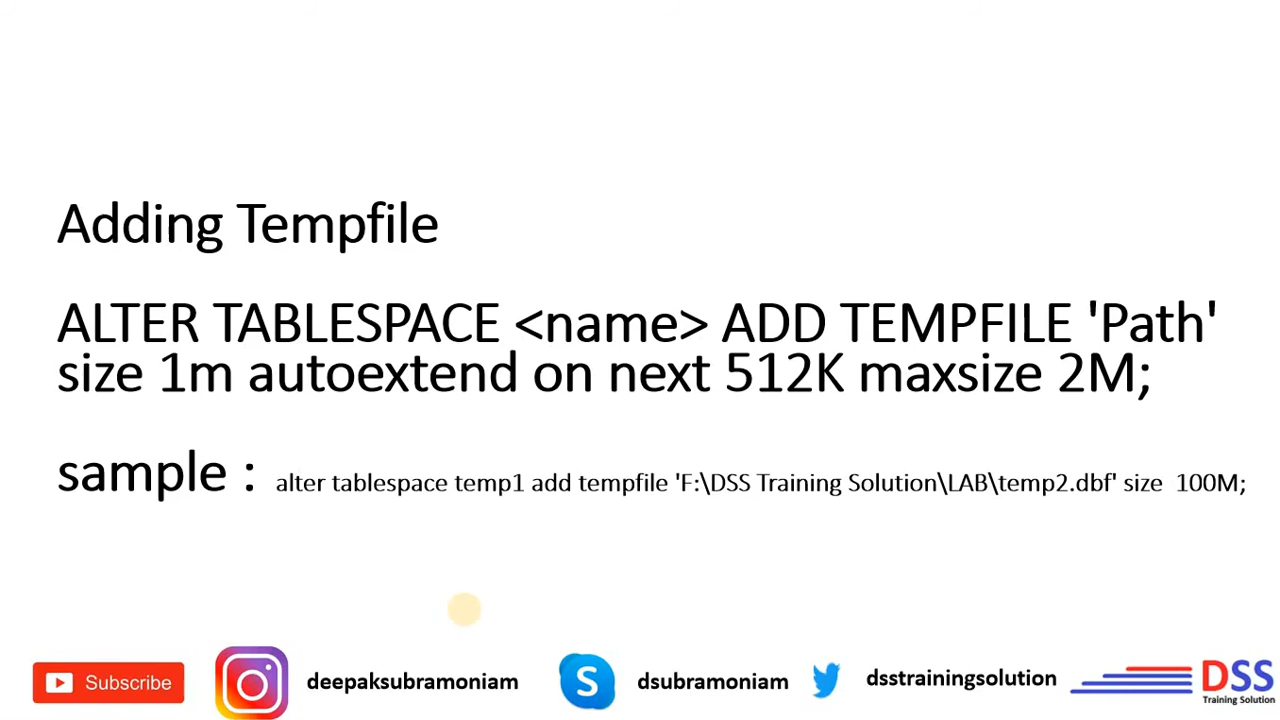 Adding Tempfile
ALTER TABLESPACE <name> ADD TEMPFILE 'Path'
size 1m autoextend on next 512K maxsize 2M;
sample : alter tablespace temp1 add tempfile 'F:\DSS Training Solution\LAB\temp2.dbf' size 100M;
Subscribe
deepaksubramoniam
S
dsubramoniam
dsstrainingsolution
DSS
Training Solution